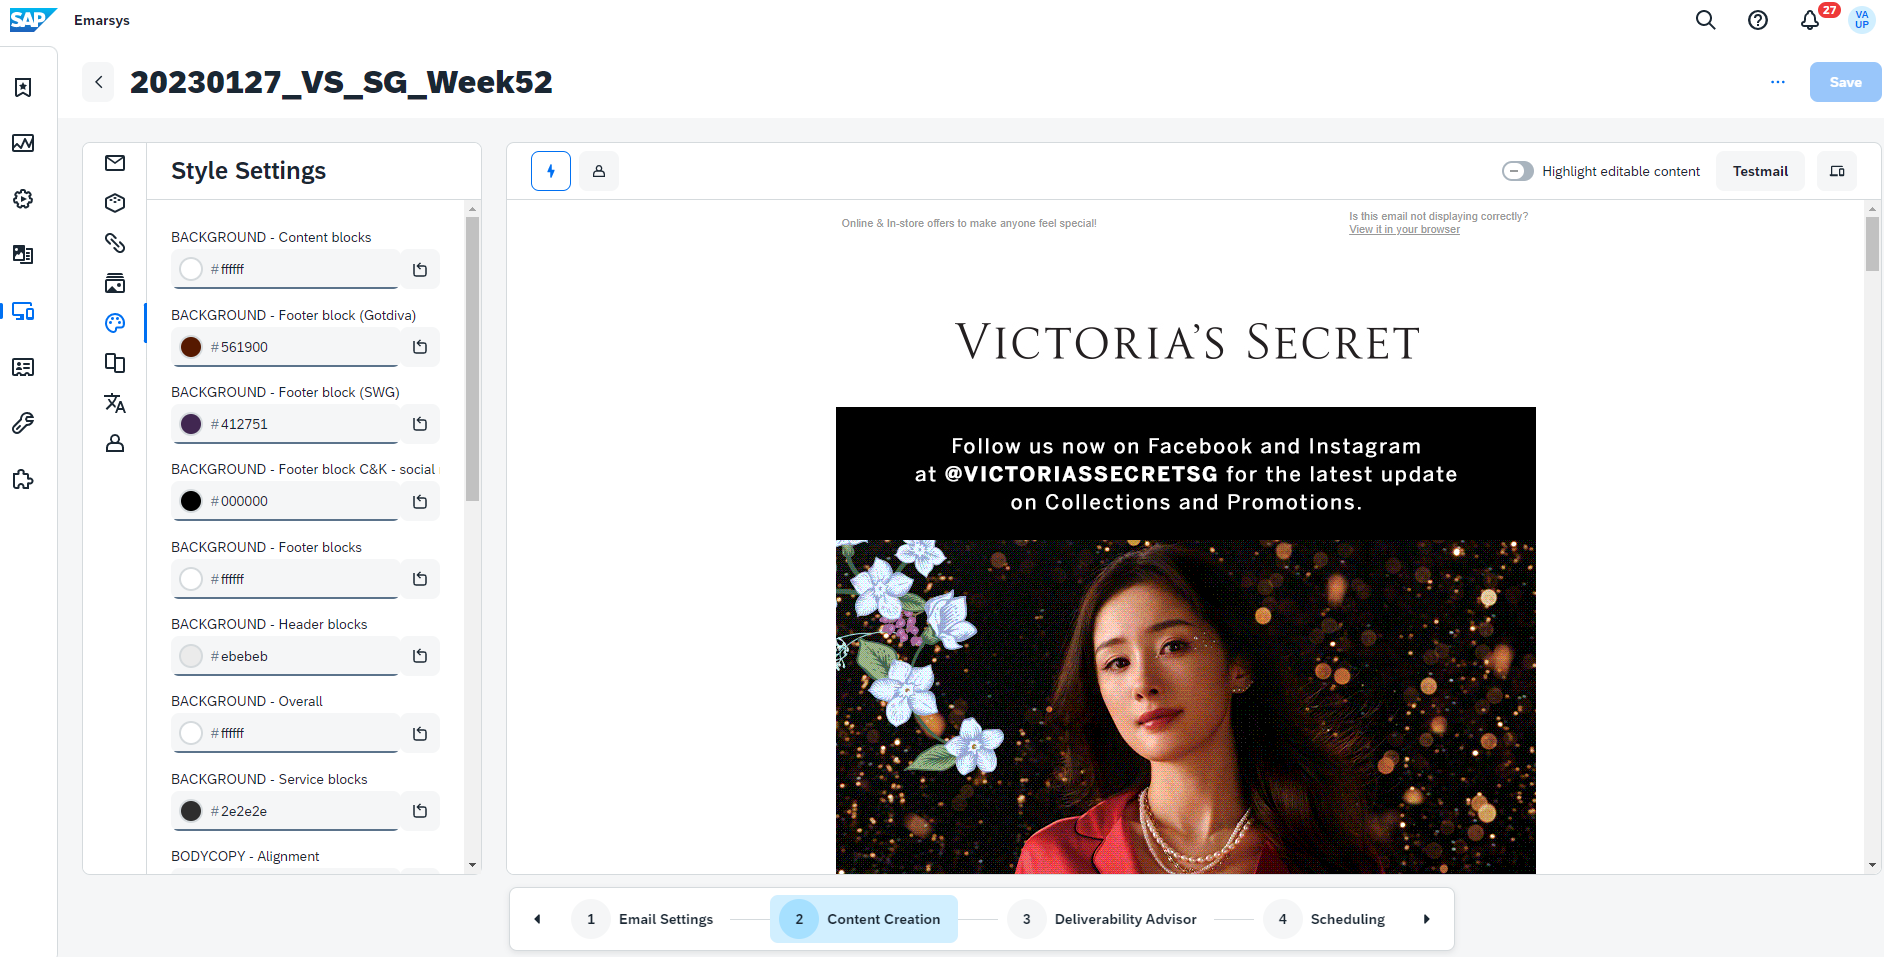 SAP
Emarsys
27
VA
UP
20230127_VS_SG_Week52
...
Save
Style Settings
BACKGROUND - Content blocks
# ffffff
BACKGROUND - Footer block (Gotdiva)
# 561900
BACKGROUND - Footer block (SWG)
# 412751
BACKGROUND - Footer block C&K - social
# 000000
BACKGROUND - Footer blocks
# ffffff
BACKGROUND - Header blocks
# ebebeb
BACKGROUND - Overall
# ffffff
BACKGROUND - Service blocks
# 2e2e2e
BODYCOPY - Alignment
Highlight editable content
Testmail
Online & In-store offers to make anyone feel special!
Is this email not displaying correctly?
View it in your browser
VICTORIA'S SECRET
Follow us now on Facebook and Instagram
at @VICTORIASSECRETSG for the latest update
on Collections and Promotions.
1 Email Settings
2 Content Creation
3 Deliverability Advisor
4 Scheduling